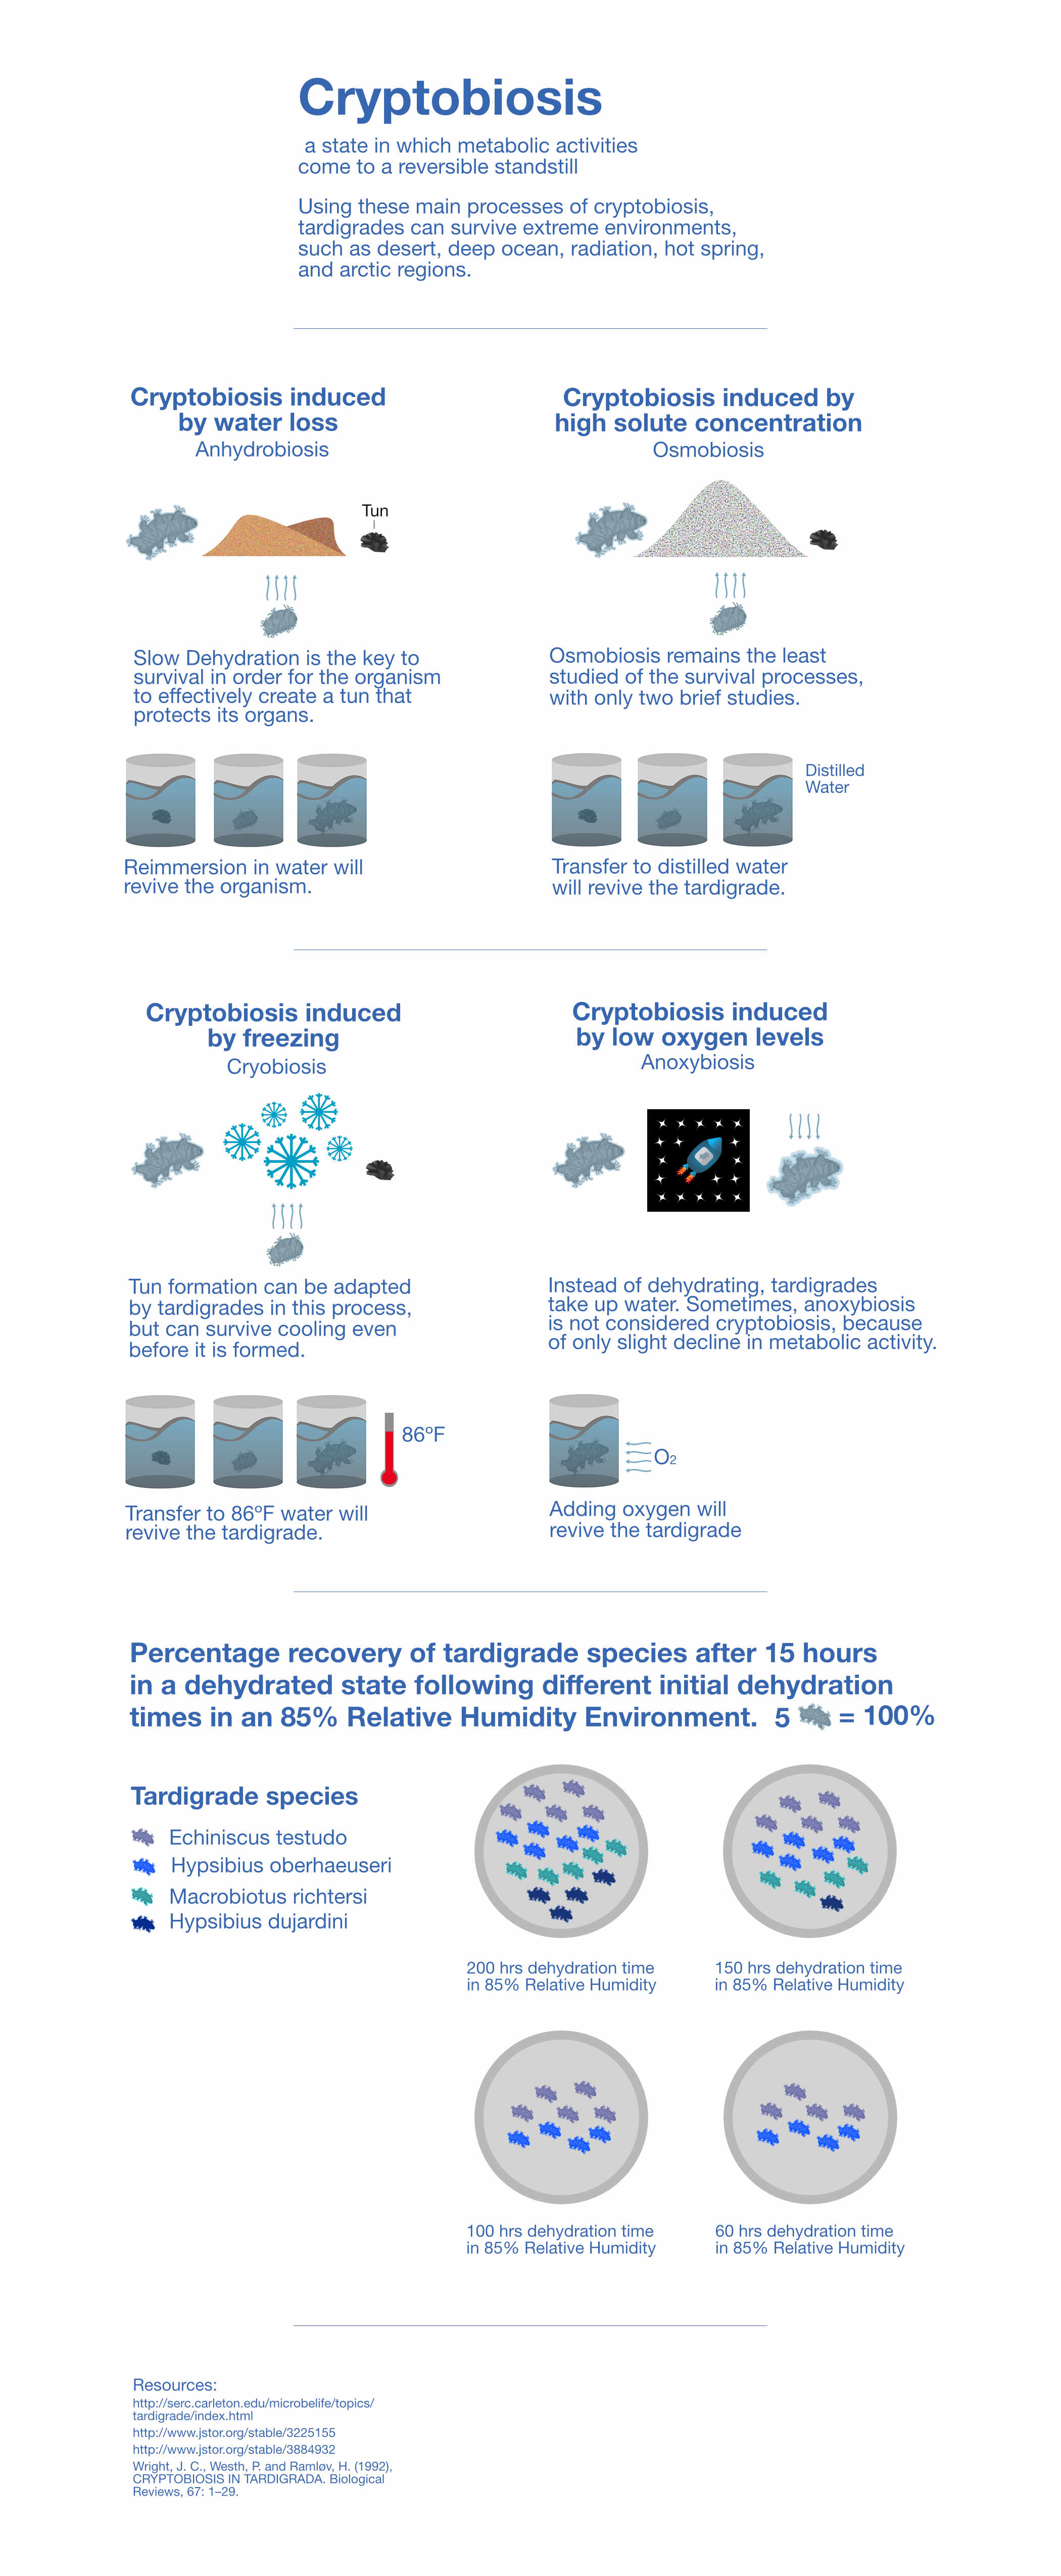 Cryptobiosis
a state in which metabolic activities
come to a reversible standstill
Using these main processes of cryptobiosis,
tardigrades can survive extreme environments,
such as desert, deep ocean, radiation, hot spring,
and arctic regions.
Cryptobiosis induced
by water loss
Anhydrobiosis
Tun
Slow Dehydration is the key to
survival in order for the organism
to effectively create a tun that
protects its organs.
Reimmersion in water will
revive the organism.
Cryptobiosis induced by
high solute concentration
Osmobiosis
Osmobiosis remains the least
studied of the survival processes,
with only two brief studies.
Distilled
Water
Transfer to distilled water
will revive the tardigrade.
Cryptobiosis induced
by freezing
Cryobiosis
Tun formation can be adapted
by tardigrades in this process,
but can survive cooling even
before it is formed.
86ºF
Transfer to 86ºF water will
revive the tardigrade.
Cryptobiosis induced
by low oxygen levels
Anoxybiosis
Instead of dehydrating, tardigrades
take up water. Sometimes, anoxybiosis
is not considered cryptobiosis, because
of only slight decline in metabolic activity.
O2
Adding oxygen will
revive the tardigrade
Percentage recovery of tardigrade species after 15 hours
in a dehydrated state following different initial dehydration
times in an 85% Relative Humidity Environment. 5 = 100%
Tardigrade species
Echiniscus testudo
Hypsibius oberhaeuseri
Macrobiotus richtersi
Hypsibius dujardini
200 hrs dehydration time
in 85% Relative Humidity
150 hrs dehydration time
in 85% Relative Humidity
100 hrs dehydration time
in 85% Relative Humidity
60 hrs dehydration time
in 85% Relative Humidity
Resources:
http://serc.carleton.edu/microbelife/topics/
tardigrade/index.html
http://www.jstor.org/stable/3225155
http://www.jstor.org/stable/3884932
Wright, J. C., Westh, P. and Ramløv, H. (1992),
CRYPTOBIOSIS IN TARDIGRADA. Biological
Reviews, 67: 1–29.